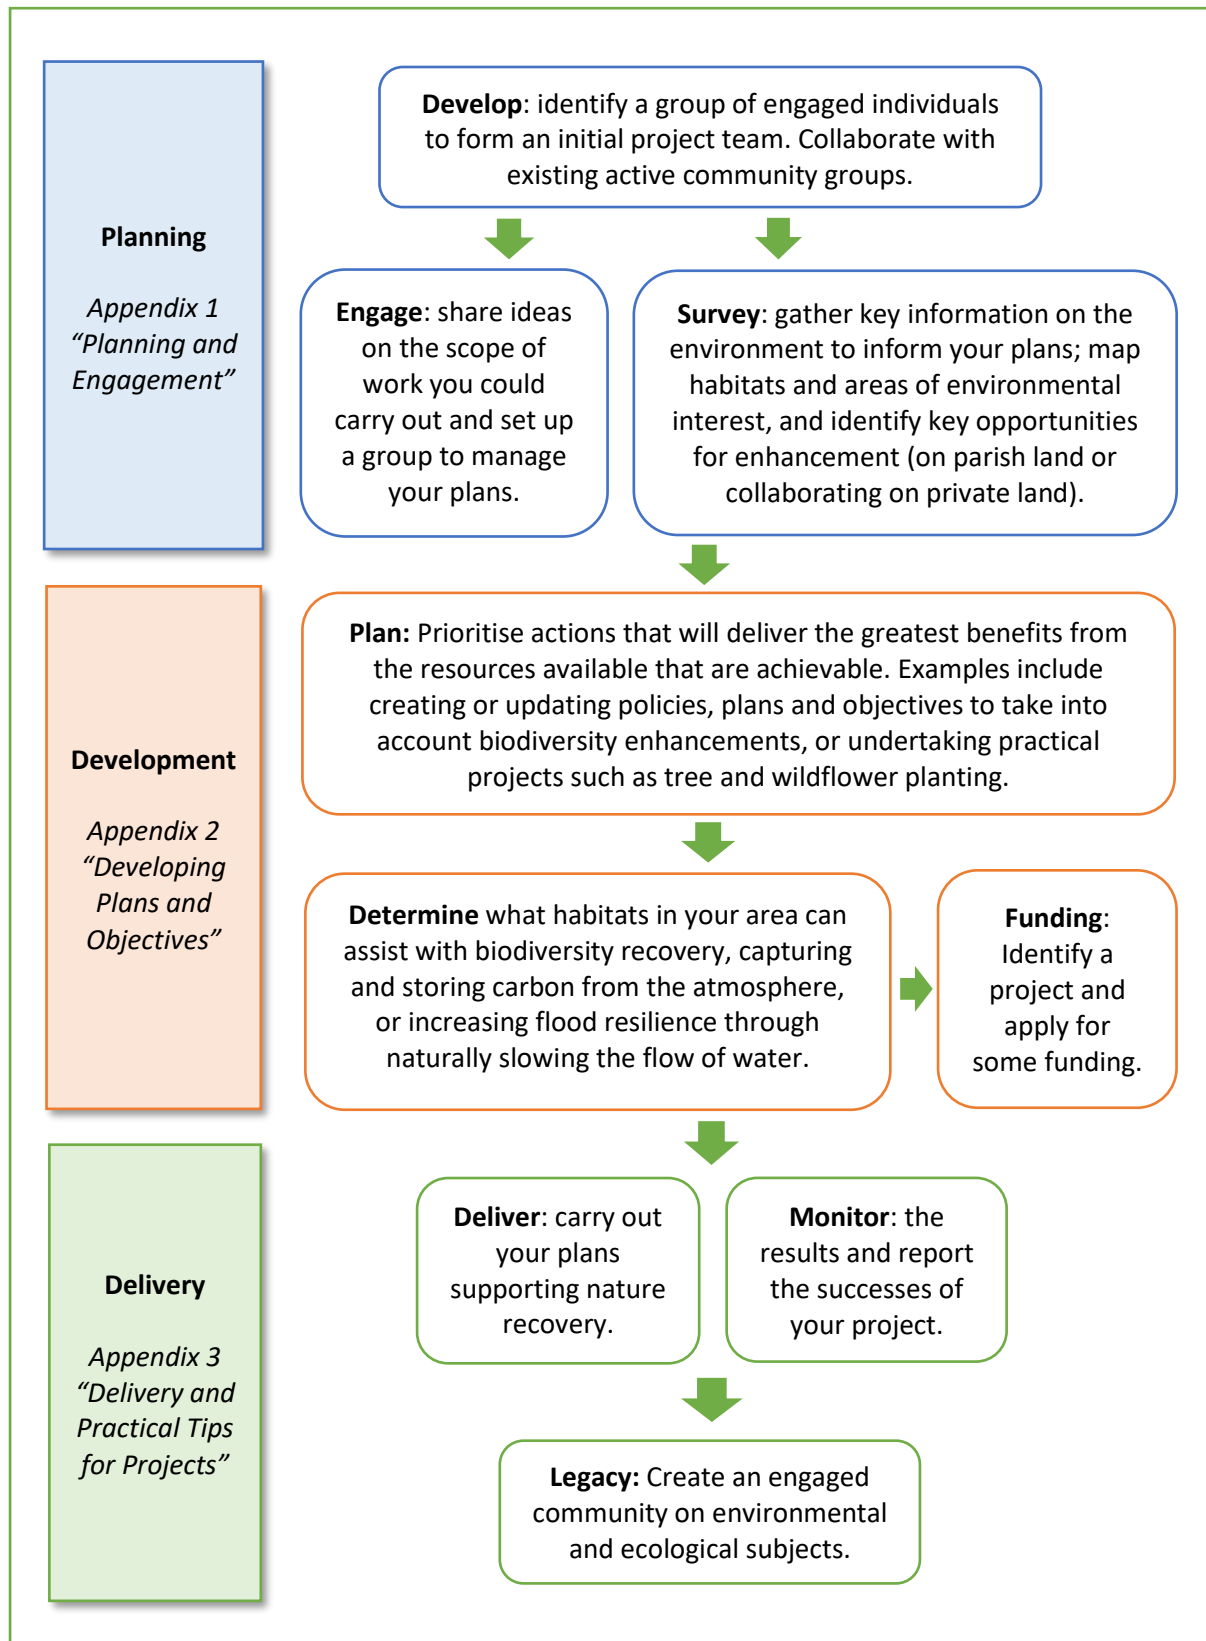 Planning
Appendix 1
“Planning and
Engagement”
Develop: identify a group of engaged individuals
to form an initial project team. Collaborate with
existing active community groups.
Engage: share ideas
on the scope of
work you could
carry out and set up
a group to manage
your plans.
Survey: gather key information on the
environment to inform your plans; map
habitats and areas of environmental
interest, and identify key opportunities
for enhancement (on parish land or
collaborating on private land).
Development
Appendix 2
“Developing
Plans and
Objectives”
Plan: Prioritise actions that will deliver the greatest benefits from
the resources available that are achievable. Examples include
creating or updating policies, plans and objectives to take into
account biodiversity enhancements, or undertaking practical
projects such as tree and wildflower planting.
Determine what habitats in your area can
assist with biodiversity recovery, capturing
and storing carbon from the atmosphere,
or increasing flood resilience through
naturally slowing the flow of water.
Funding:
Identify a
project and
apply for
some funding.
Delivery
Appendix 3
“Delivery and
Practical Tips
for Projects”
Deliver: carry out
your plans
supporting nature
recovery.
Monitor: the
results and report
the successes of
your project.
Legacy: Create an engaged
community on environmental
and ecological subjects.